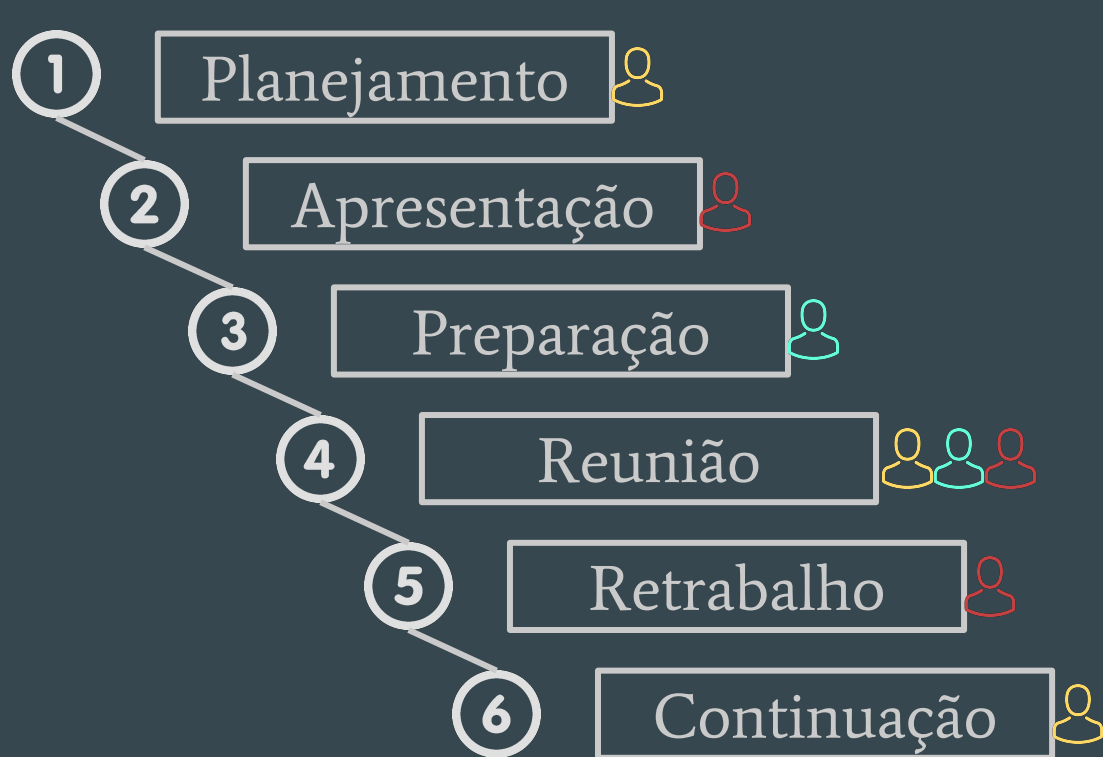 1 Planejamento
2 Apresentação
3 Preparação
4 Reunião
5 Retrabalho
6 Continuação